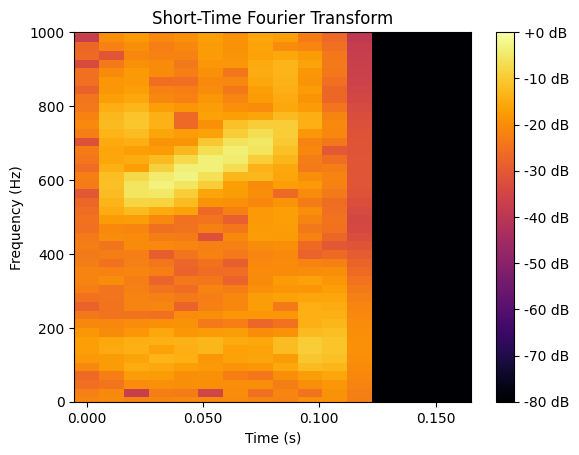 Short-Time Fourier Transform
1000
800
600
400
200
0
Frequency (Hz)
0.000
0.050
0.100
0.150
Time (s)
+0 dB
-10 dB
-20 dB
-30 dB
-40 dB
-50 dB
-60 dB
-70 dB
-80 dB